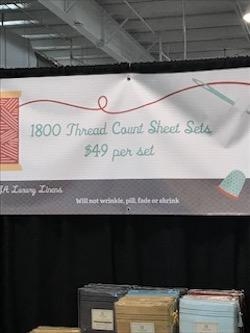 1800 Thread Count Sheet Sets
$49 per set
Luxury Linens
Will not wrinkle, pill, fade or shrink